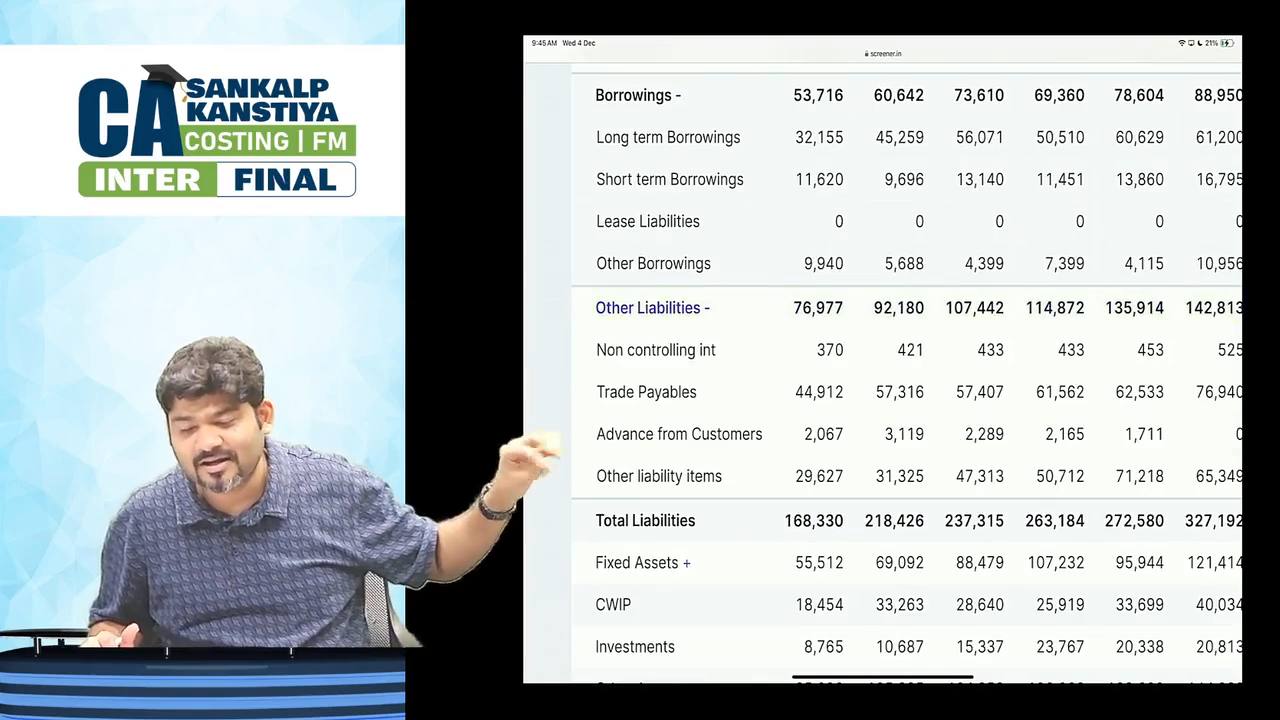 CA SANKALP
KANSTIYA
COSTING | FM
INTER FINAL
9:45 AM Wed 4 Dec
screener.in
21%
Borrowings - 53,716 60,642 73,610 69,360 78,604 88,950
Long term Borrowings 32,155 45,259 56,071 50,510 60,629 61,200
Short term Borrowings 11,620 9,696 13,140 11,451 13,860 16,795
Lease Liabilities 0 0 0 0 0 0
Other Borrowings 9,940 5,688 4,399 7,399 4,115 10,956
Other Liabilities - 76,977 92,180 107,442 114,872 135,914 142,813
Non controlling int 370 421 433 433 453 525
Trade Payables 44,912 57,316 57,407 61,562 62,533 76,940
Advance from Customers 2,067 3,119 2,289 2,165 1,711 0
Other liability items 29,627 31,325 47,313 50,712 71,218 65,349
Total Liabilities 168,330 218,426 237,315 263,184 272,580 327,192
Fixed Assets + 55,512 69,092 88,479 107,232 95,944 121,414
CWIP 18,454 33,263 28,640 25,919 33,699 40,034
Investments 8,765 10,687 15,337 23,767 20,338 20,813